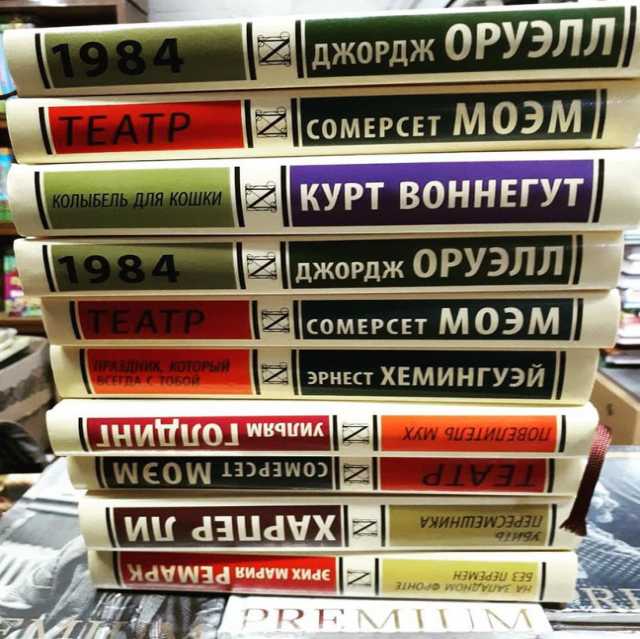 1984 ДЖОРДЖ ОРУЭЛЛ
ТЕАТР СОМЕРСЕТ МОЭМ
КОЛЫБЕЛЬ ДЛЯ КОШКИ КУРТ ВОННЕГУТ
1984 ДЖОРДЖ ОРУЭЛЛ
ТЕАТР СОМЕРСЕТ МОЭМ
ПРАЗДНИК, КОТОРЫЙ
ВСЕГДА С ТОБОЙ
ЭРНЕСТ ХЕМИНГУЭЙ
ПОВЕЛИТЕЛЬ МУХ УИЛЬЯМ ГОЛДИНГ
ТЕАТР СОМЕРСЕТ МОЭМ
УБИТЬ
ПЕРЕСМЕШНИКА
ХАРПЕР ЛИ
НА ЗАПАДНОМ ФРОНТЕ
БЕЗ ПЕРЕМЕН
ЭРИХ МАРИЯ РЕМАРК
PREMIUM